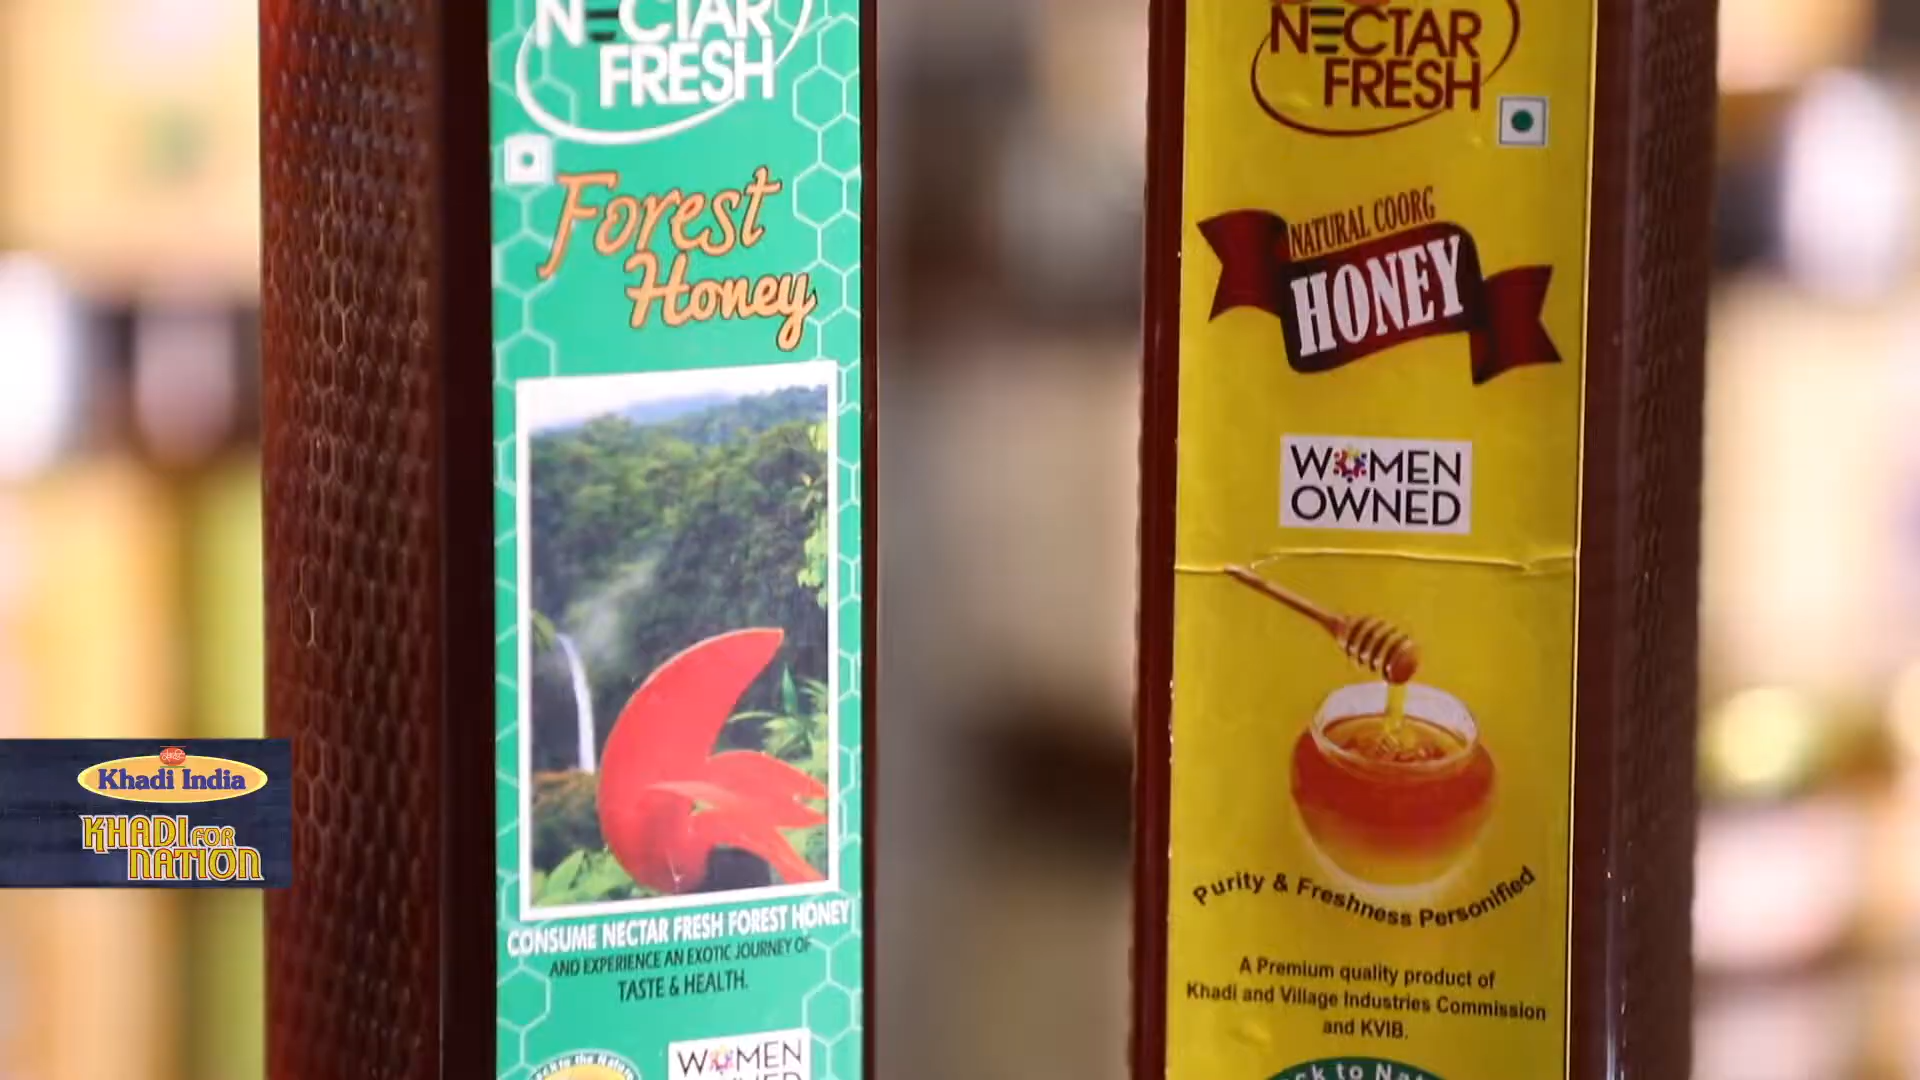 NECTAR
FRESH
Forest
Honey
CONSUME NECTAR FRESH FOREST HONEY
AND EXPERIENCE AN EXOTIC JOURNEY OF
TASTE & HEALTH.
WOMEN
NECTAR
FRESH
NATURAL COORG
HONEY
WOMEN
OWNED
Purity & Freshness Personified
A Premium quality product of
Khadi and Village Industries Commission
and KVIB.
to
Khadi India
KHADI FOR
NATION